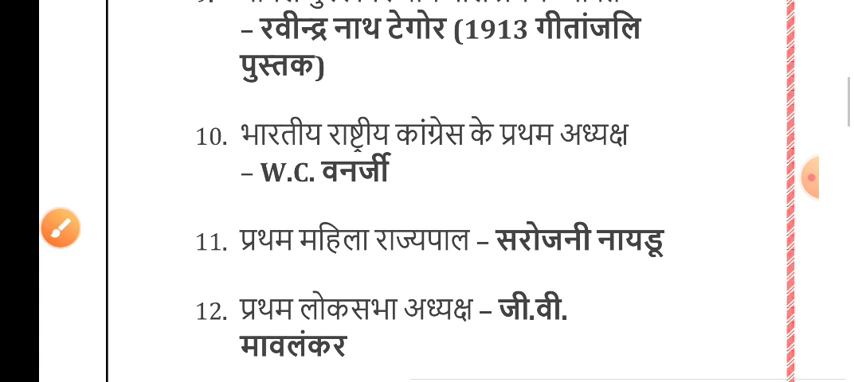 – रवीन्द्र नाथ टेगोर (1913 गीतांजलि
पुस्तक)
10. भारतीय राष्ट्रीय कांग्रेस के प्रथम अध्यक्ष
– W.C. वनर्जी
11. प्रथम महिला राज्यपाल – सरोजनी नायडू
12. प्रथम लोकसभा अध्यक्ष – जी.वी.
मावलंकर